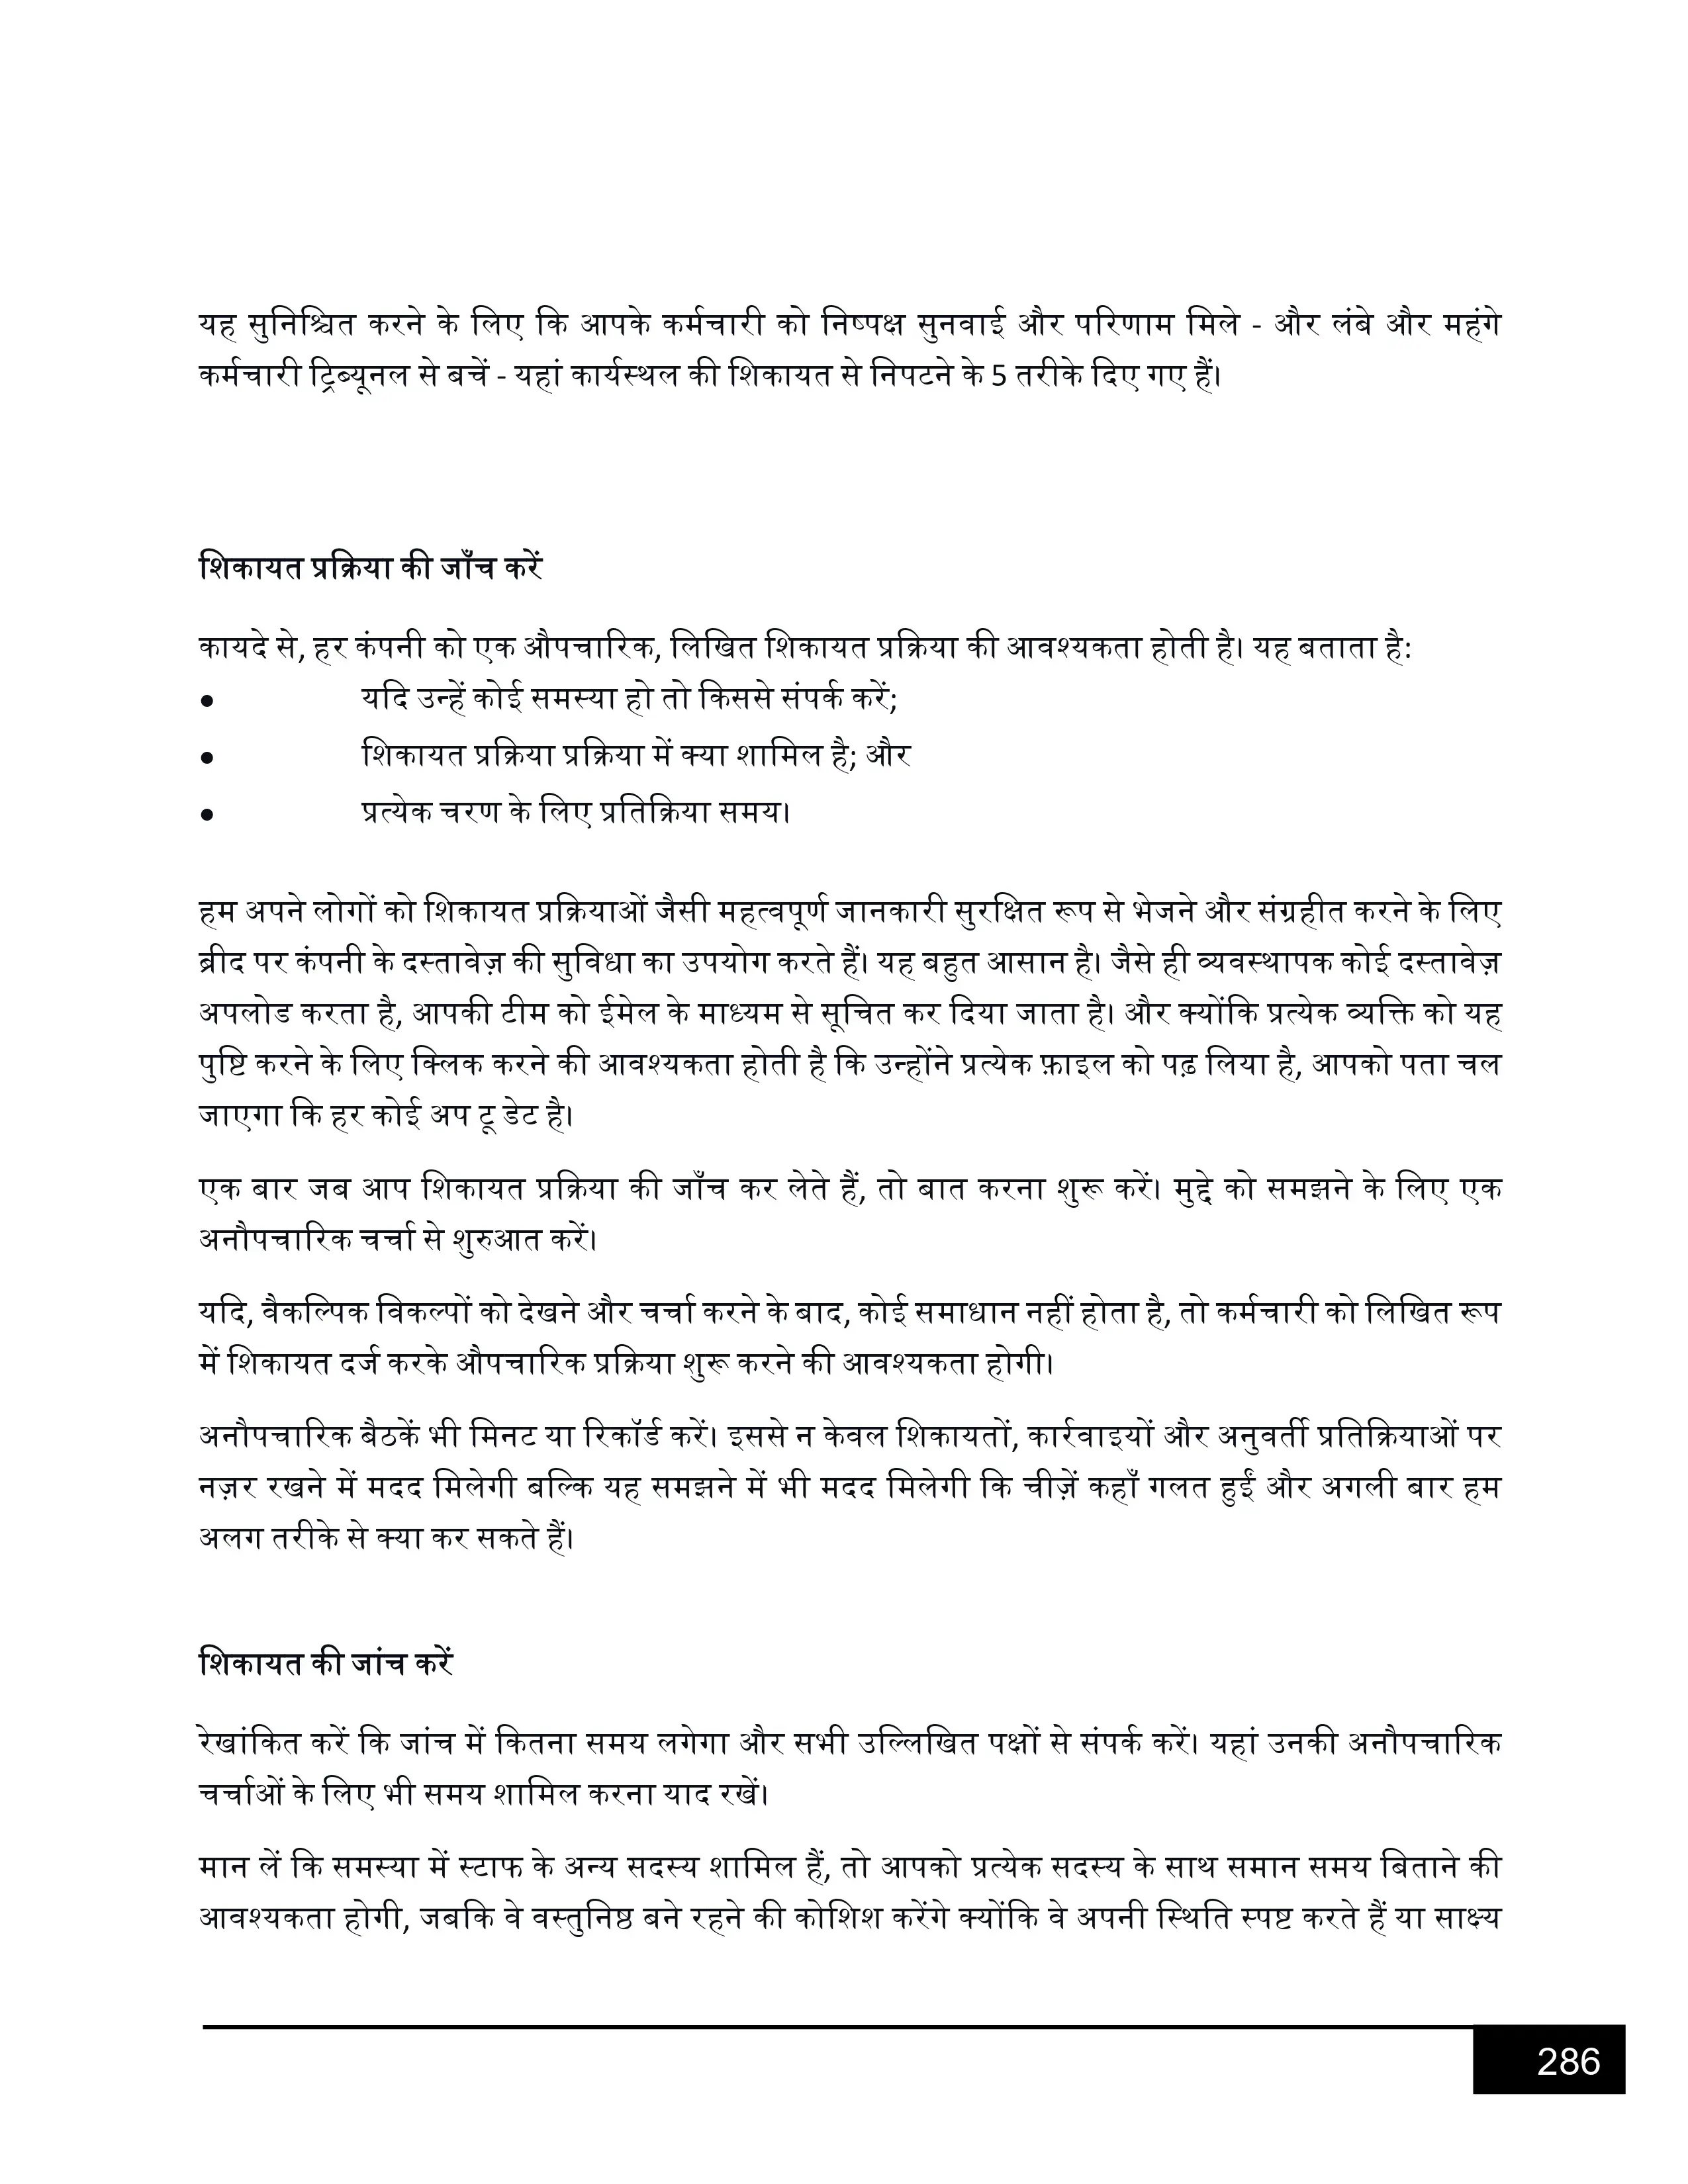 यह सुनिश्चित करने के लिए कि आपके कर्मचारी को निष्पक्ष सुनवाई और परिणाम मिले - और लंबे और महंगे
कर्मचारी ट्रिब्यूनल से बचें - यहां कार्यस्थल की शिकायत से निपटने के 5 तरीके दिए गए हैं।
शिकायत प्रक्रिया की जाँच करें
कायदे से, हर कंपनी को एक औपचारिक, लिखित शिकायत प्रक्रिया की आवश्यकता होती है। यह बताता है:
● यदि उन्हें कोई समस्या हो तो किससे संपर्क करें;
● शिकायत प्रक्रिया प्रक्रिया में क्या शामिल है; और
● प्रत्येक चरण के लिए प्रतिक्रिया समय।
हम अपने लोगों को शिकायत प्रक्रियाओं जैसी महत्वपूर्ण जानकारी सुरक्षित रूप से भेजने और संग्रहीत करने के लिए
ब्रीद पर कंपनी के दस्तावेज़ की सुविधा का उपयोग करते हैं। यह बहुत आसान है। जैसे ही व्यवस्थापक कोई दस्तावेज़
अपलोड करता है, आपकी टीम को ईमेल के माध्यम से सूचित कर दिया जाता है। और क्योंकि प्रत्येक व्यक्ति को यह
पुष्टि करने के लिए क्लिक करने की आवश्यकता होती है कि उन्होंने प्रत्येक फ़ाइल को पढ़ लिया है, आपको पता चल
जाएगा कि हर कोई अप टू डेट है।
एक बार जब आप शिकायत प्रक्रिया की जाँच कर लेते हैं, तो बात करना शुरू करें। मुद्दे को समझने के लिए एक
अनौपचारिक चर्चा से शुरुआत करें।
यदि, वैकल्पिक विकल्पों को देखने और चर्चा करने के बाद, कोई समाधान नहीं होता है, तो कर्मचारी को लिखित रूप
में शिकायत दर्ज करके औपचारिक प्रक्रिया शुरू करने की आवश्यकता होगी।
अनौपचारिक बैठकें भी मिनट या रिकॉर्ड करें। इससे न केवल शिकायतों, कार्रवाइयों और अनुवर्ती प्रतिक्रियाओं पर
नज़र रखने में मदद मिलेगी बल्कि यह समझने में भी मदद मिलेगी कि चीज़ें कहाँ गलत हुईं और अगली बार हम
अलग तरीके से क्या कर सकते हैं।
शिकायत की जांच करें
रेखांकित करें कि जांच में कितना समय लगेगा और सभी उल्लिखित पक्षों से संपर्क करें। यहां उनकी अनौपचारिक
चर्चाओं के लिए भी समय शामिल करना याद रखें।
मान लें कि समस्या में स्टाफ के अन्य सदस्य शामिल हैं, तो आपको प्रत्येक सदस्य के साथ समान समय बिताने की
आवश्यकता होगी, जबकि वे वस्तुनिष्ठ बने रहने की कोशिश करेंगे क्योंकि वे अपनी स्थिति स्पष्ट करते हैं या साक्ष्य
286